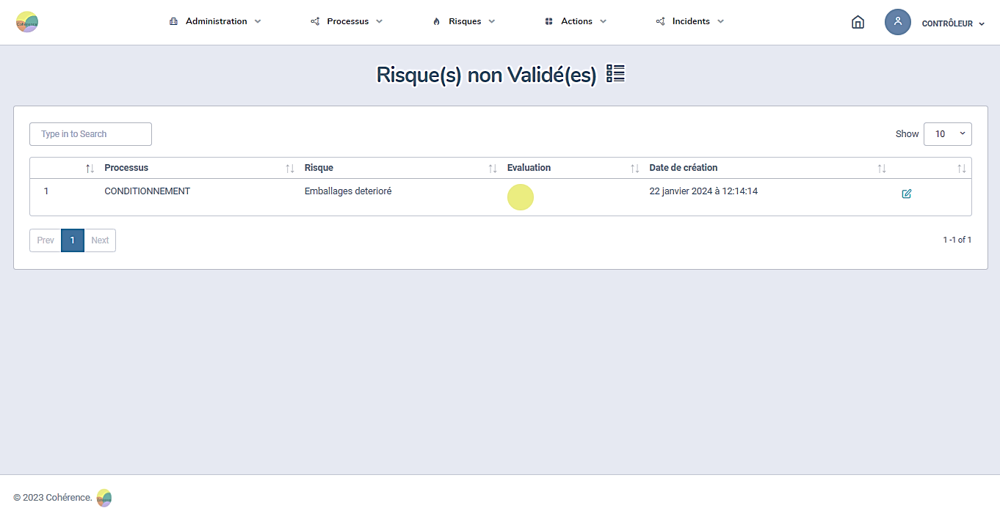 Cohérence
Administration
Processus
Risques
Actions
Incidents
CONTRÔLEUR
Risque(s) non Validé(es)
Type in to Search
Show 10
Processus Risque Evaluation Date de création
1 CONDITIONNEMENT Emballages deterioré 22 janvier 2024 à 12:14:14
Prev 1 Next
1 -1 of 1
© 2023 Cohérence.